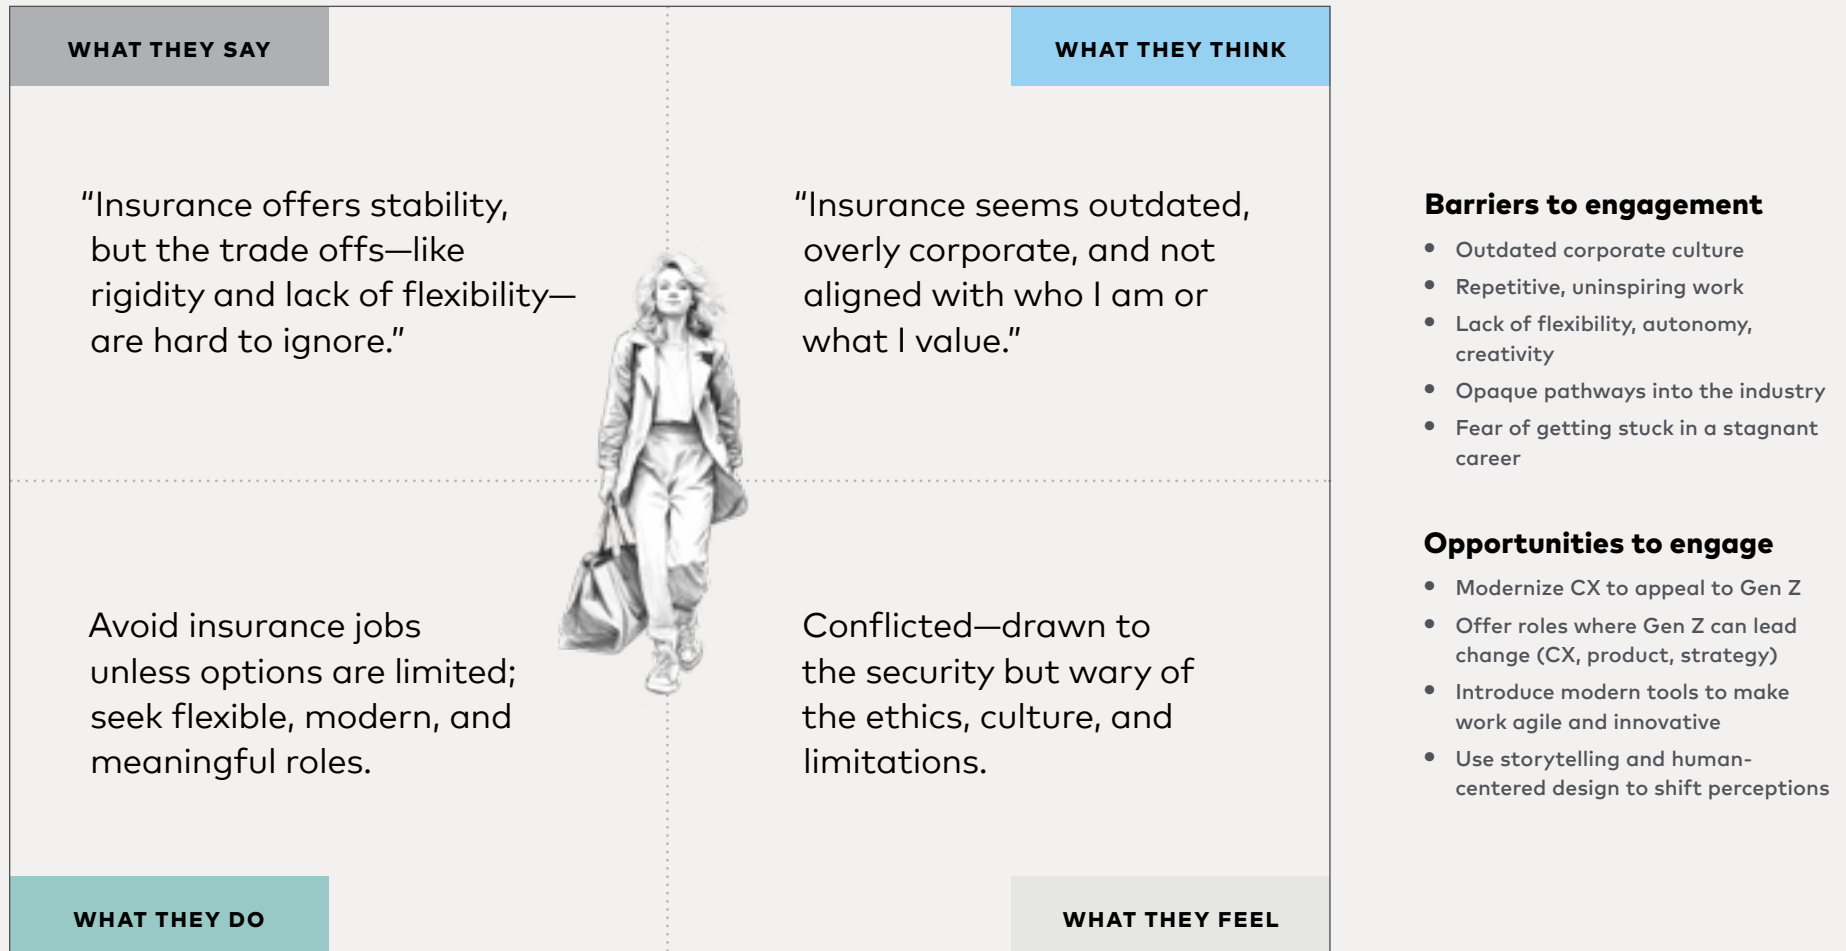 WHAT THEY SAY
“Insurance offers stability,
but the trade offs—like
rigidity and lack of flexibility—
are hard to ignore.”
WHAT THEY THINK
“Insurance seems outdated,
overly corporate, and not
aligned with who I am or
what I value.”
Avoid insurance jobs
unless options are limited;
seek flexible, modern, and
meaningful roles.
WHAT THEY DO
Conflicted—drawn to
the security but wary of
the ethics, culture, and
limitations.
WHAT THEY FEEL
Barriers to engagement
• Outdated corporate culture
• Repetitive, uninspiring work
• Lack of flexibility, autonomy,
creativity
• Opaque pathways into the industry
• Fear of getting stuck in a stagnant
career
Opportunities to engage
• Modernize CX to appeal to Gen Z
• Offer roles where Gen Z can lead
change (CX, product, strategy)
• Introduce modern tools to make
work agile and innovative
• Use storytelling and human-
centered design to shift perceptions